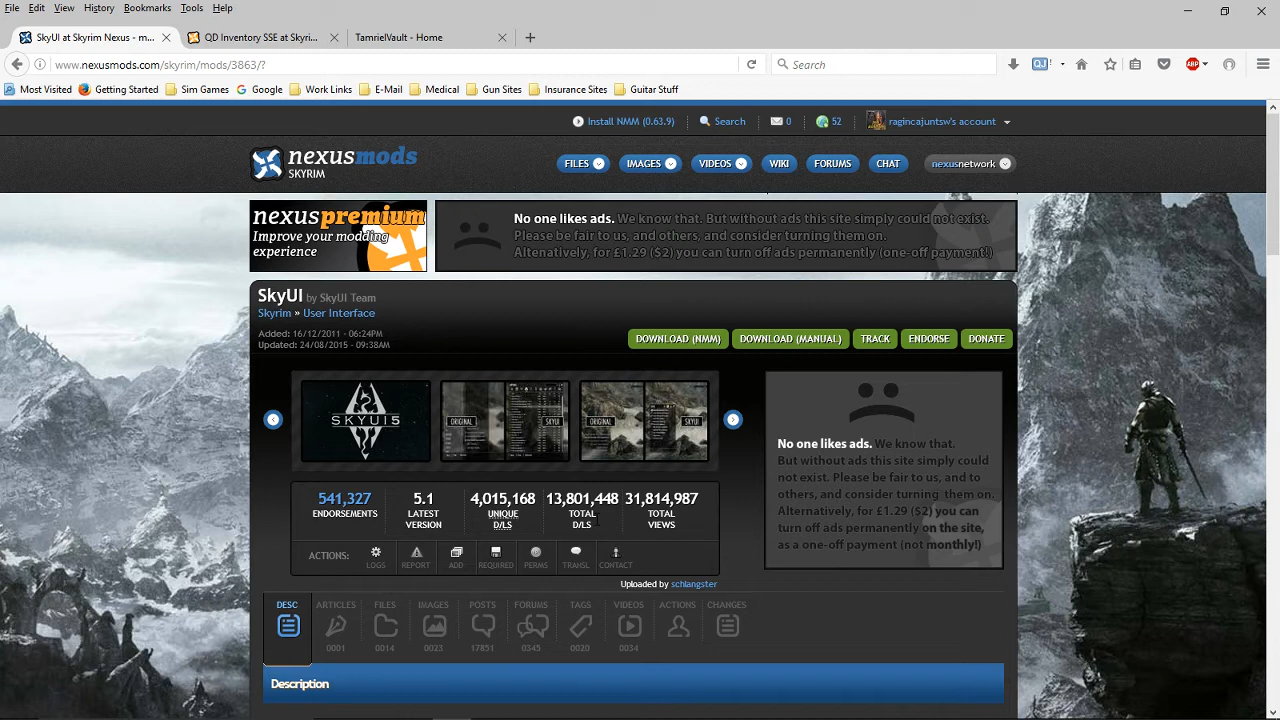 File Edit View History Bookmarks Tools Help
SkyUI at Skyrim Nexus - m... QD Inventory SSE at Skyri... TamrielVault - Home
www.nexusmods.com/skyrim/mods/3863/? Search
Most Visited Getting Started Sim Games Google Work Links E-Mail Medical Gun Sites Insurance Sites Guitar Stuff
Install NMM (0.63.9) Search 0 52 ragincajuntsw's account
nexusmods
SKYRIM
FILES IMAGES VIDEOS WIKI FORUMS CHAT nexusnetwork
nexuspremium
Improve your modding
experience
No one likes ads. We know that. But without ads this site simply could not exist.
Please be fair to us, and others, and consider turning them on.
Altenatively, for £1.29 ($2) you can turn off ads permanently (one-off payment!)
SkyUI by SkyUI Team
Skyrim » User Interface
Added: 16/12/2011 - 06:24PM
Updated: 24/08/2015 - 09:38AM
DOWNLOAD (NMM) DOWNLOAD (MANUAL) TRACK ENDORSE DONATE
SKYUI5
ORIGINAL SKYUI
ORIGINAL SKYUI
No one likes ads. We know that.
But without ads this site simply could
not exist. Please be fair to us, and to
others, and consider turning them on.
Alternatively, for £1.29 ($2) you can
turn off ads permanently on the site,
as a one-off payment (not monthly!)
541,327 5.1 4,015,168 13,801,448 31,814,987
ENDORSEMENTS LATEST UNIQUE TOTAL TOTAL
VERSION D/LS D/LS VIEWS
ACTIONS: LOGS REPORT ADD REQUIRED PERMS TRANSL CONTACT
Uploaded by schlangster
DESC ARTICLES FILES IMAGES POSTS FORUMS TAGS VIDEOS ACTIONS CHANGES
0001 0014 0023 17851 0345 0020 0034
Description